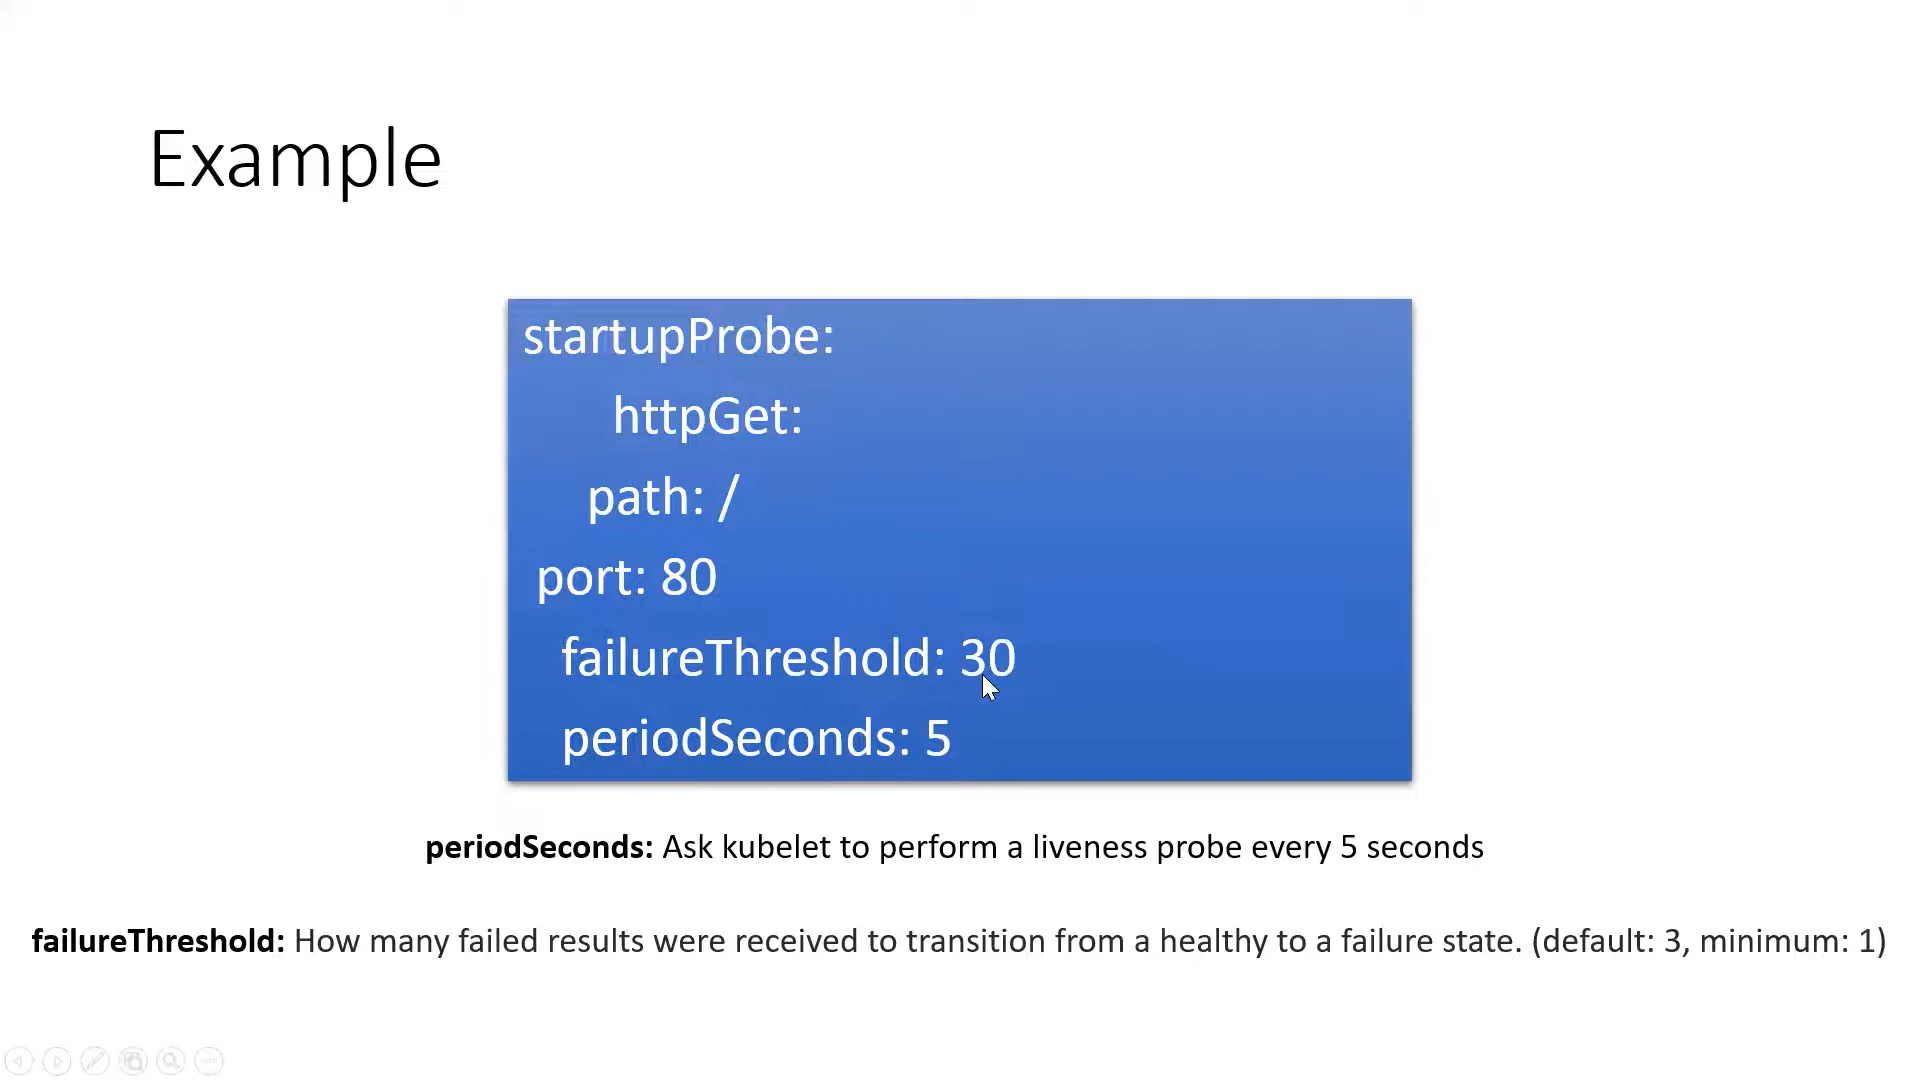 Example
startupProbe:
httpGet:
path: /
port: 80
failureThreshold: 30
periodSeconds: 5
periodSeconds: Ask kubelet to perform a liveness probe every 5 seconds
failureThreshold: How many failed results were received to transition from a healthy to a failure state. (default: 3, minimum: 1)